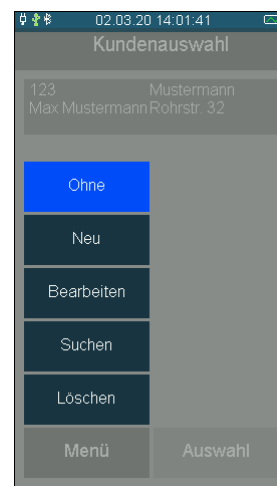 02.03.20 14:01:41
Kundenauswahl
123 Mustermann
Max Mustermann Rohrstr. 32
Ohne
Neu
Bearbeiten
Suchen
Löschen
Menü Auswahl